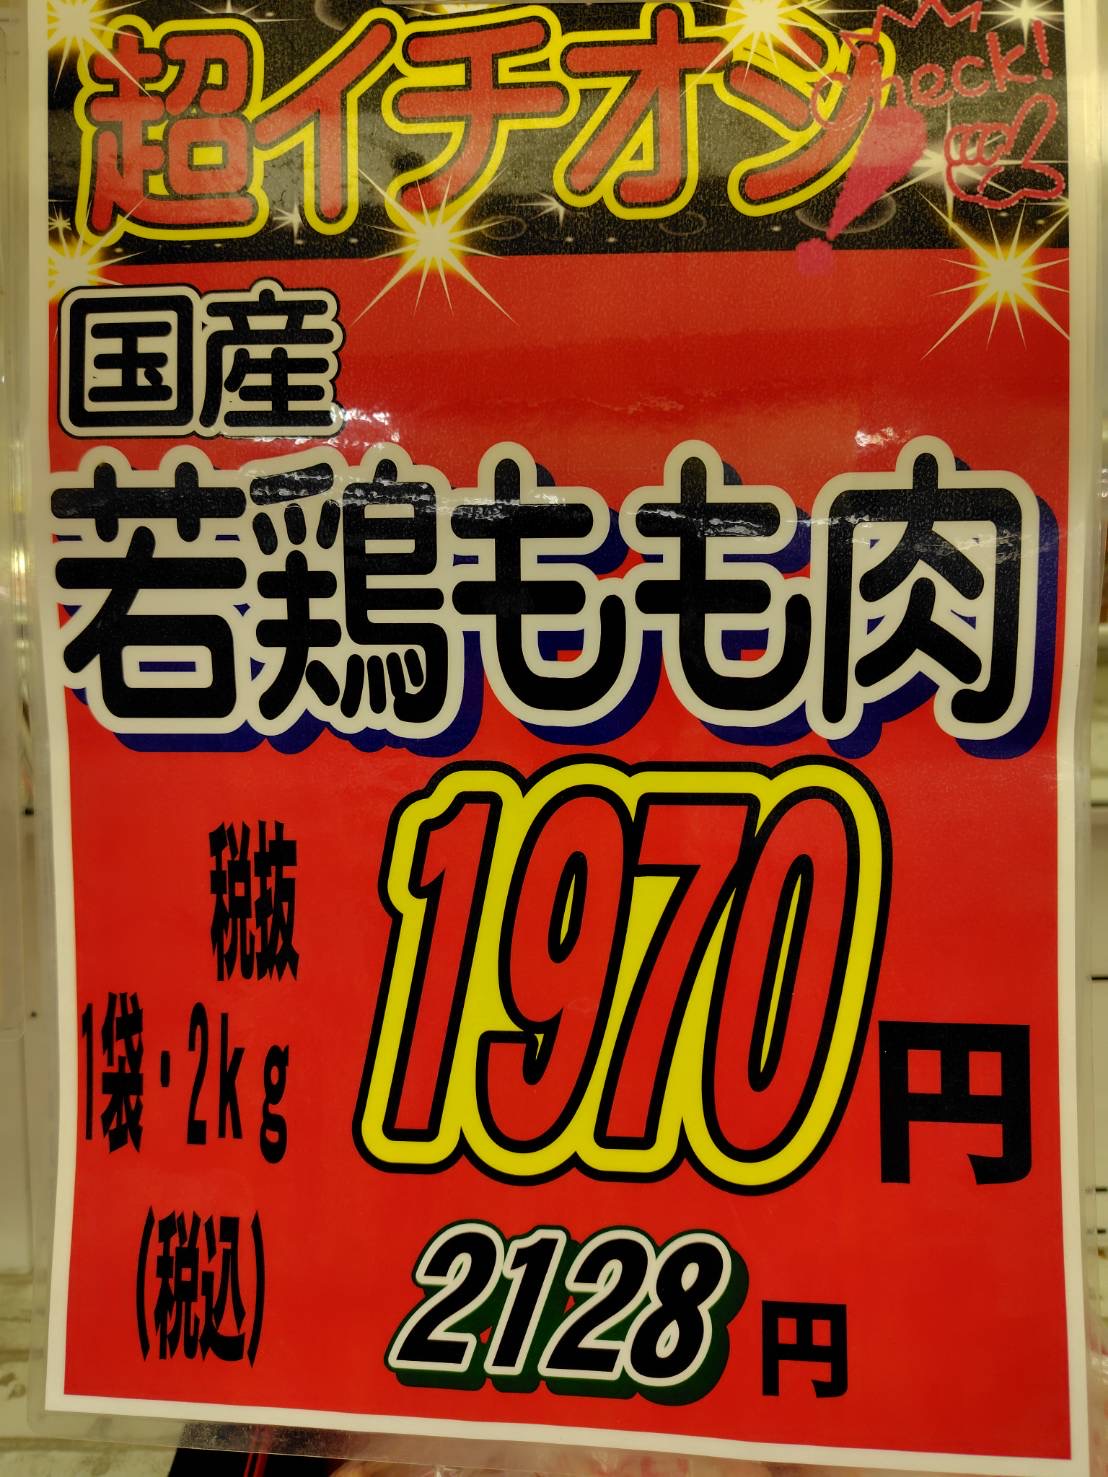 超イチオシ
check!
国産
若鶏もも肉
税抜
1970円
1袋・2kg
(税込)
2128円